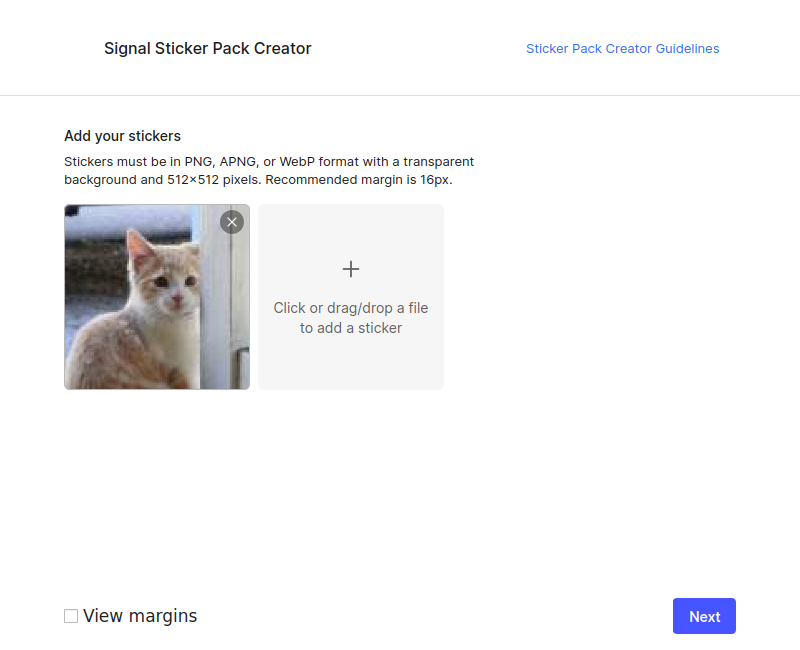 Signal Sticker Pack Creator
Sticker Pack Creator Guidelines
Add your stickers
Stickers must be in PNG, APNG, or WebP format with a transparent
background and 512×512 pixels. Recommended margin is 16px.
Click or drag/drop a file
to add a sticker
View margins
Next